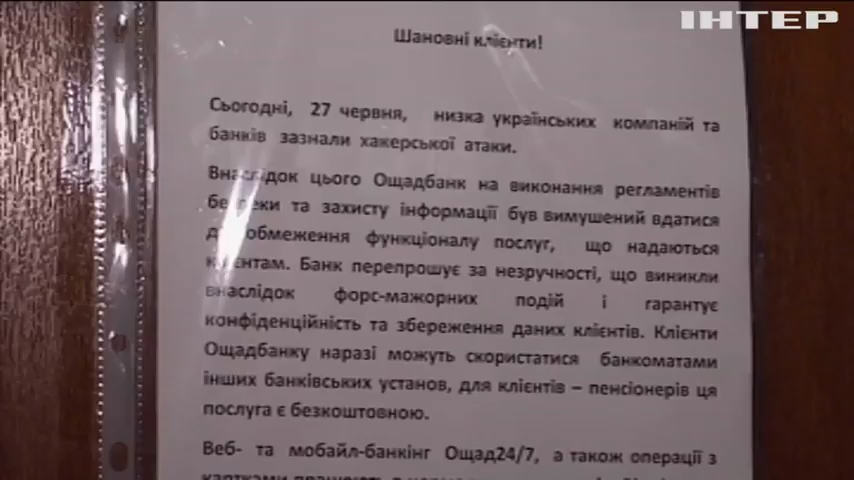 ІНТЕР
Шановні клієнти!
Сьогодні, 27 червня, низка українських компаній та
банків зазнали хакерської атаки.
Внаслідок цього Ощадбанк на виконання регламентів
безпеки та захисту інформації був вимушений вдатися
до обмеження функціоналу послуг, що надаються
клієнтам. Банк перепрошує за незручності, що виникли
внаслідок форс-мажорних подій і гарантує
конфіденційність та збереження даних клієнтів. Клієнти
Ощадбанку наразі можуть скористатися банкоматами
інших банківських установ, для клієнтів – пенсіонерів ця
послуга є безкоштовною.
Веб- та мобайл-банкінг Ощад24/7, а також операції з
картками працюють в